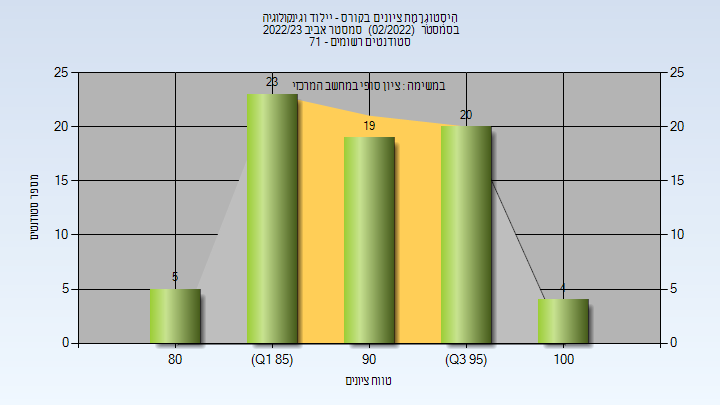 היסטוגרמת ציונים בקורס - יילוד וגינקולוגיה
בסמסטר (02/2022) סמסטר אביב 2022/23
סטודנטים רשומים - 71
במשימה : ציון סופי במחשב המרכזי
מספר סטודנטים
25
20
15
10
5
0
25
20
15
10
5
0
5
23
19
20
4
80
(Q1 85)
90
(Q3 95)
100
טווח ציונים